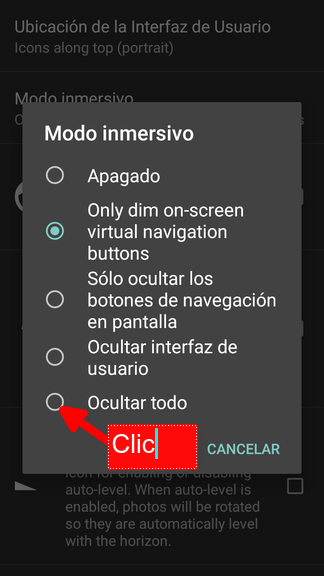 Ubicación de la Interfaz de Usuario
Icons along top (portrait)
Modo inmersivo
Modo inmersivo
Apagado
Only dim on-screen
virtual navigation
buttons
Sólo ocultar los
botones de navegación
en pantalla
Ocultar interfaz de
usuario
Ocultar todo
Clic
CANCELAR
icon for enabling or disabling
auto-level. When auto-level is
enabled, photos will be rotated
so they are automatically level
with the horizon.